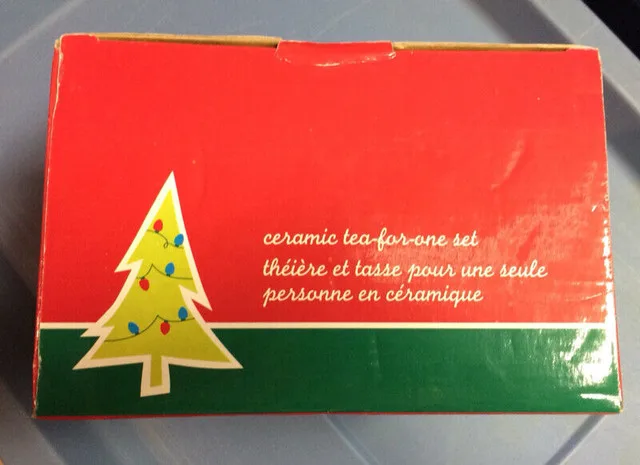 ceramic tea-for-one set
théière et tasse pour une seule
personne en céramique